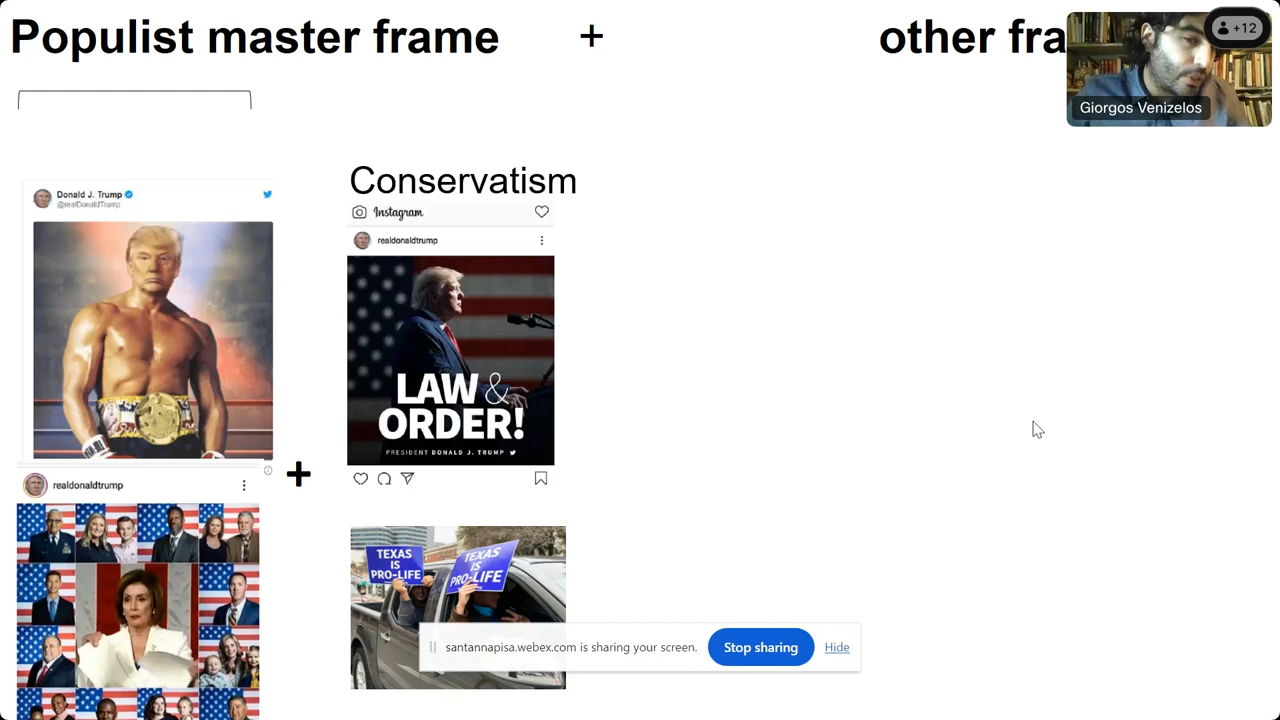 Populist master frame + other fra
+12
Giorgos Venizelos
Conservatism
Donald J. Trump
@realDonaldTrump
Instagram
realdonaldtrump
LAW &
ORDER!
PRESIDENT DONALD J. TRUMP
+
realdonaldtrump
TEXAS
IS
PRO-LIFE
TEXAS
IS
PRO-LIFE
santannapisa.webex.com is sharing your screen.
Stop sharing
Hide